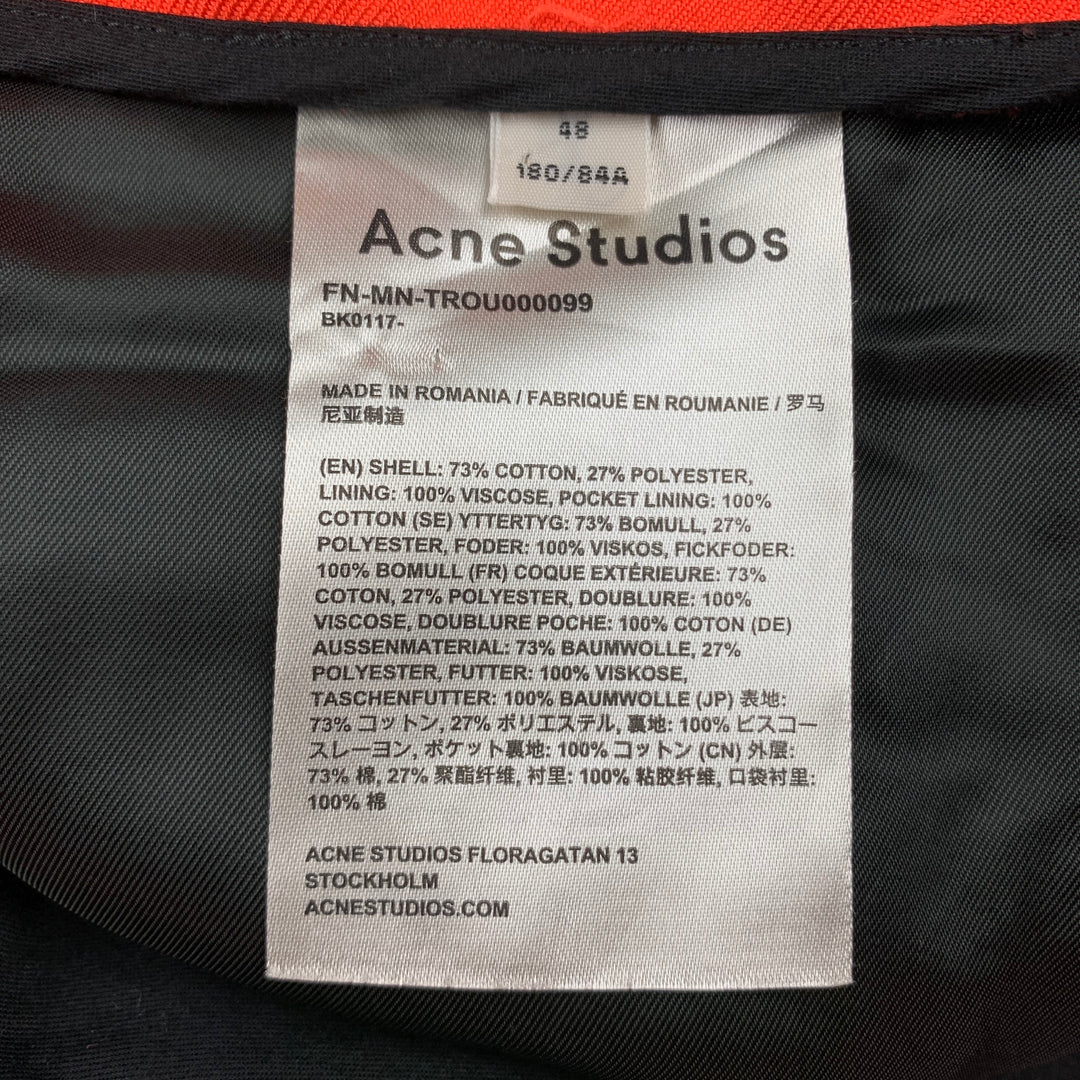 48
180/84A
Acne Studios
FN-MN-TROU000099
BK0117-
MADE IN ROMANIA / FABRIQUÉ EN ROUMANIE / 罗马
尼亚制造
(EN) SHELL: 73% COTTON, 27% POLYESTER,
LINING: 100% VISCOSE, POCKET LINING: 100%
COTTON (SE) YTTERTYG: 73% BOMULL, 27%
POLYESTER, FODER: 100% VISKOS, FICKFODER:
100% BOMULL (FR) COQUE EXTÉRIEURE: 73%
COTON, 27% POLYESTER, DOUBLURE: 100%
VISCOSE, DOUBLURE POCHE: 100% COTON (DE)
AUSSENMATERIAL: 73% BAUMWOLLE, 27%
POLYESTER, FUTTER: 100% VISKOSE,
TASCHENFUTTER: 100% BAUMWOLLE (JP) 表地:
73% コットン, 27% ポリエステル, 裏地: 100% ビスコー
スレーヨン, ポケット裏地: 100% コットン (CN) 外层:
73% 棉, 27% 聚酯纤维, 衬里: 100% 粘胶纤维, 口袋衬里:
100% 棉
ACNE STUDIOS FLORAGATAN 13
STOCKHOLM
ACNESTUDIOS.COM